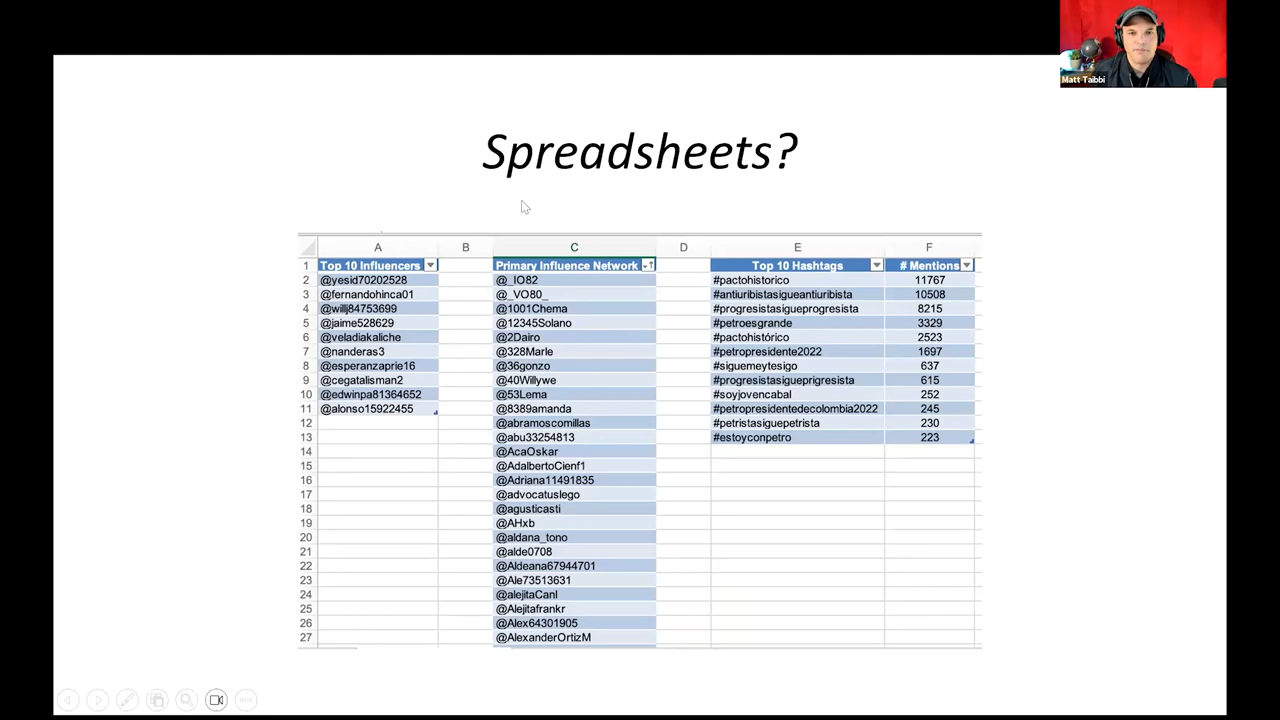 Matt Taibbi
Spreadsheets?
A B C D E F
1 Top 10 Influencers Primary Influence Network Top 10 Hashtags # Mentions
2 @yesid70202528 @_IO82 #pactohistorico 11767
3 @fernandohinca01 @_VO80_ #antiuribistasigueantiuribista 10508
4 @willj84753699 @1001Chema #progresistasigueprogresista 8215
5 @jaime528629 @12345Solano #petroesgrande 3329
6 @veladiakaliche @2Dairo #pactohistórico 2523
7 @nanderas3 @328Marle #petropresidente2022 1697
8 @esperanzaprie16 @36gonzo #siguemeytesigo 637
9 @cegatalisman2 @40Willywe #progresistasigueprigresista 615
10 @edwinpa81364652 @53Lema #soyjovencabal 252
11 @alonso15922455 @8389amanda #petropresidentedecolombia2022 245
12 @abramoscomillas #petristasiguepetrista 230
13 @abu33254813 #estoyconpetro 223
14 @AcaOskar
15 @AdalbertoCienf1
16 @Adriana11491835
17 @advocatuslego
18 @agusticasti
19 @AHxb
20 @aldana_tono
21 @alde0708
22 @Aldeana67944701
23 @Ale73513631
24 @alejitaCanl
25 @Alejitafrankr
26 @Alex64301905
27 @AlexanderOrtizM